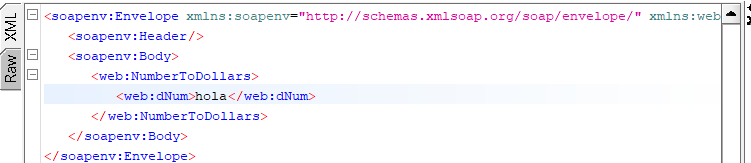 XML
Raw
<soapenv:Envelope xmlns:soapenv="http://schemas.xmlsoap.org/soap/envelope/" xmlns:web
<soapenv:Header/>
<soapenv:Body>
<web:NumberToDollars>
<web:dNum>hola</web:dNum>
</web:NumberToDollars>
</soapenv:Body>
</soapenv:Envelope>